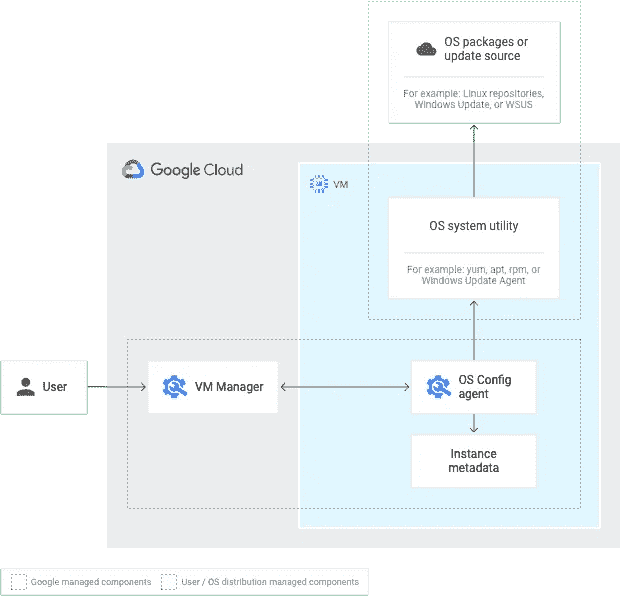 OS packages or
update source
For example: Linux repositories,
Windows Update, or WSUS
Google Cloud
VM
OS system utility
For example: yum, apt, rpm, or
Windows Update Agent
User
VM Manager
OS Config
agent
Instance
metadata
Google managed components
User / OS distribution managed components